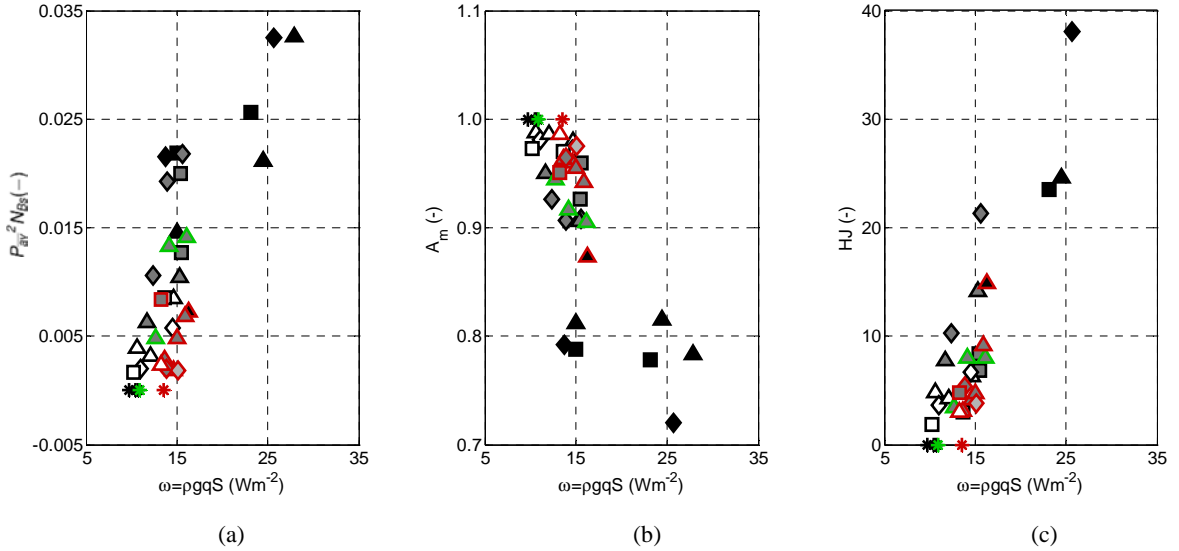 0.035
0.025
0.015
0.005
-0.005
5 15 25 35
P_av² N_Bs(−)
ω=ρgqS (Wm⁻²)
(a)
1.1
1.0
0.9
0.8
0.7
5 15 25 35
A_m (-)
ω=ρgqS (Wm⁻²)
(b)
40
30
20
10
0
5 15 25 35
HJ (-)
ω=ρgqS (Wm⁻²)
(c)